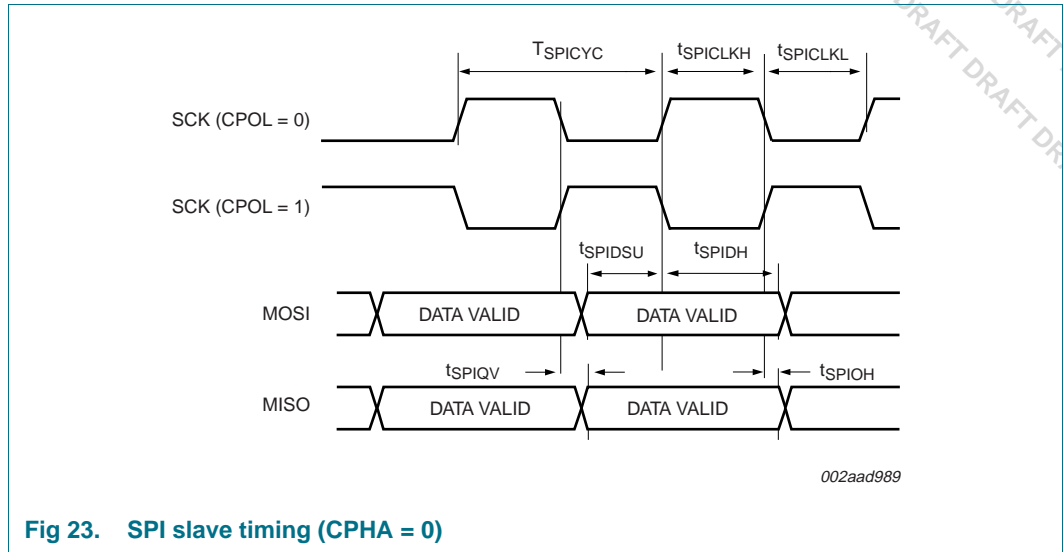 DRAFT DRAFT DRA
DRAFT
TSPICYC
tSPICLKH
tSPICLKL
SCK (CPOL = 0)
SCK (CPOL = 1)
tSPIDSU
tSPIDH
MOSI
DATA VALID
DATA VALID
tSPIQV
tSPIOH
MISO
DATA VALID
DATA VALID
002aad989
Fig 23. SPI slave timing (CPHA = 0)